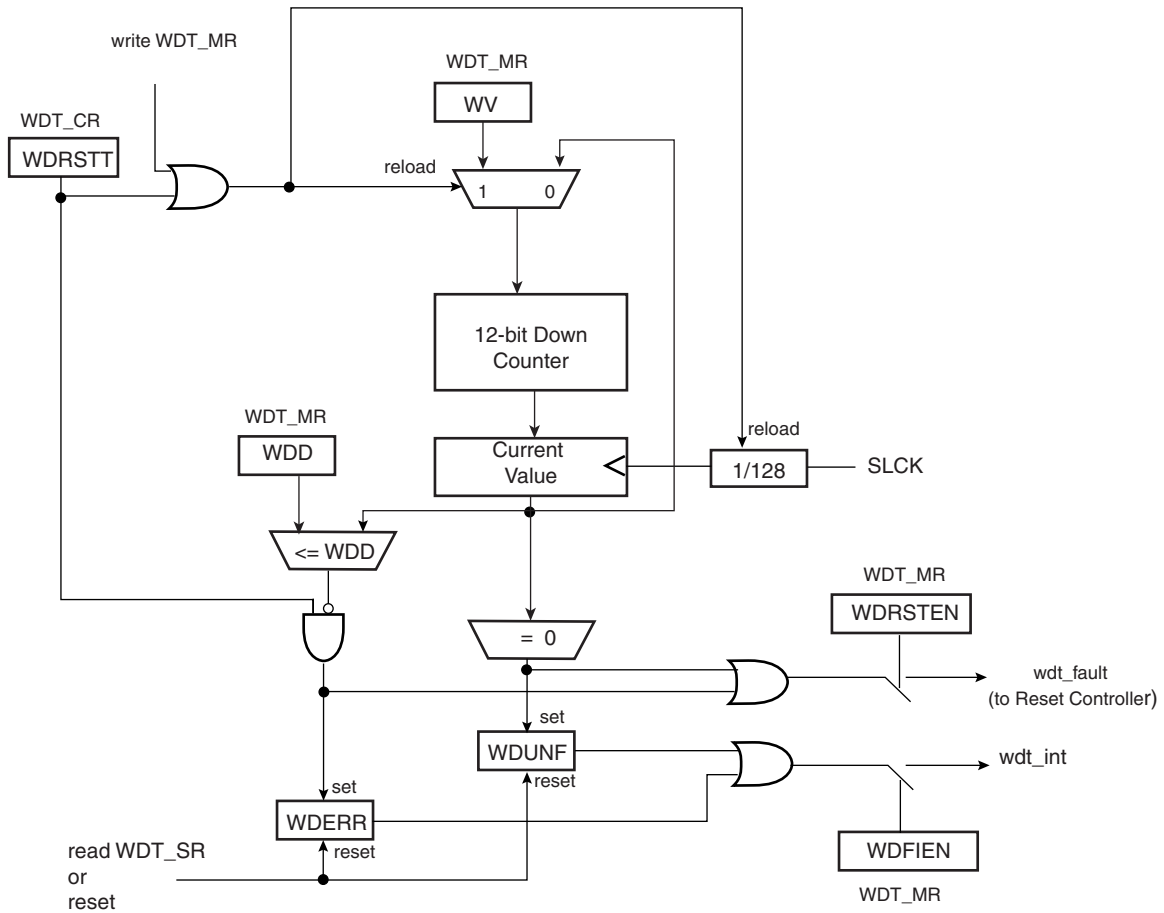 write WDT_MR
WDT_MR
WV
WDT_CR
WDRSTT
reload
1 0
12-bit Down
Counter
WDT_MR
WDD
Current
Value
reload
1/128
SLCK
<= WDD
= 0
WDT_MR
WDRSTEN
wdt_fault
(to Reset Controller)
set
WDUNF
reset
wdt_int
set
WDERR
reset
read WDT_SR
or
reset
WDFIEN
WDT_MR